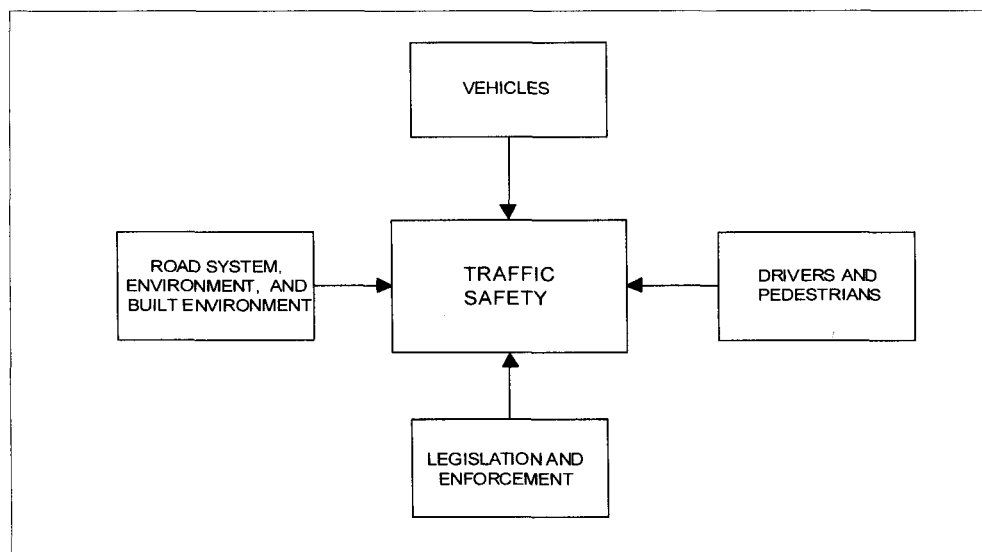 VEHICLES
ROAD SYSTEM,
ENVIRONMENT, AND
BUILT ENVIRONMENT
TRAFFIC
SAFETY
DRIVERS AND
PEDESTRIANS
LEGISLATION AND
ENFORCEMENT